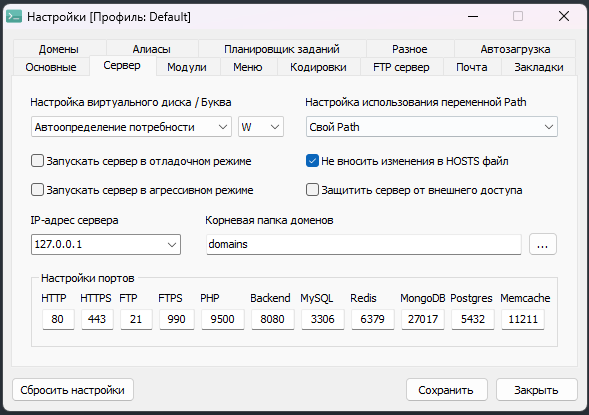 Настройки [Профиль: Default]
Домены Алиасы Планировщик заданий Разное Автозагрузка
Основные Сервер Модули Меню Кодировки FTP сервер Почта Закладки
Настройка виртуального диска / Буква Настройка использования переменной Path
Автоопределение потребности W Свой Path
Запускать сервер в отладочном режиме Не вносить изменения в HOSTS файл
Запускать сервер в агрессивном режиме Защитить сервер от внешнего доступа
IP-адрес сервера Корневая папка доменов
127.0.0.1 domains ...
Настройки портов
HTTP HTTPS FTP FTPS PHP Backend MySQL Redis MongoDB Postgres Memcache
80 443 21 990 9500 8080 3306 6379 27017 5432 11211
Сбросить настройки Сохранить Закрыть